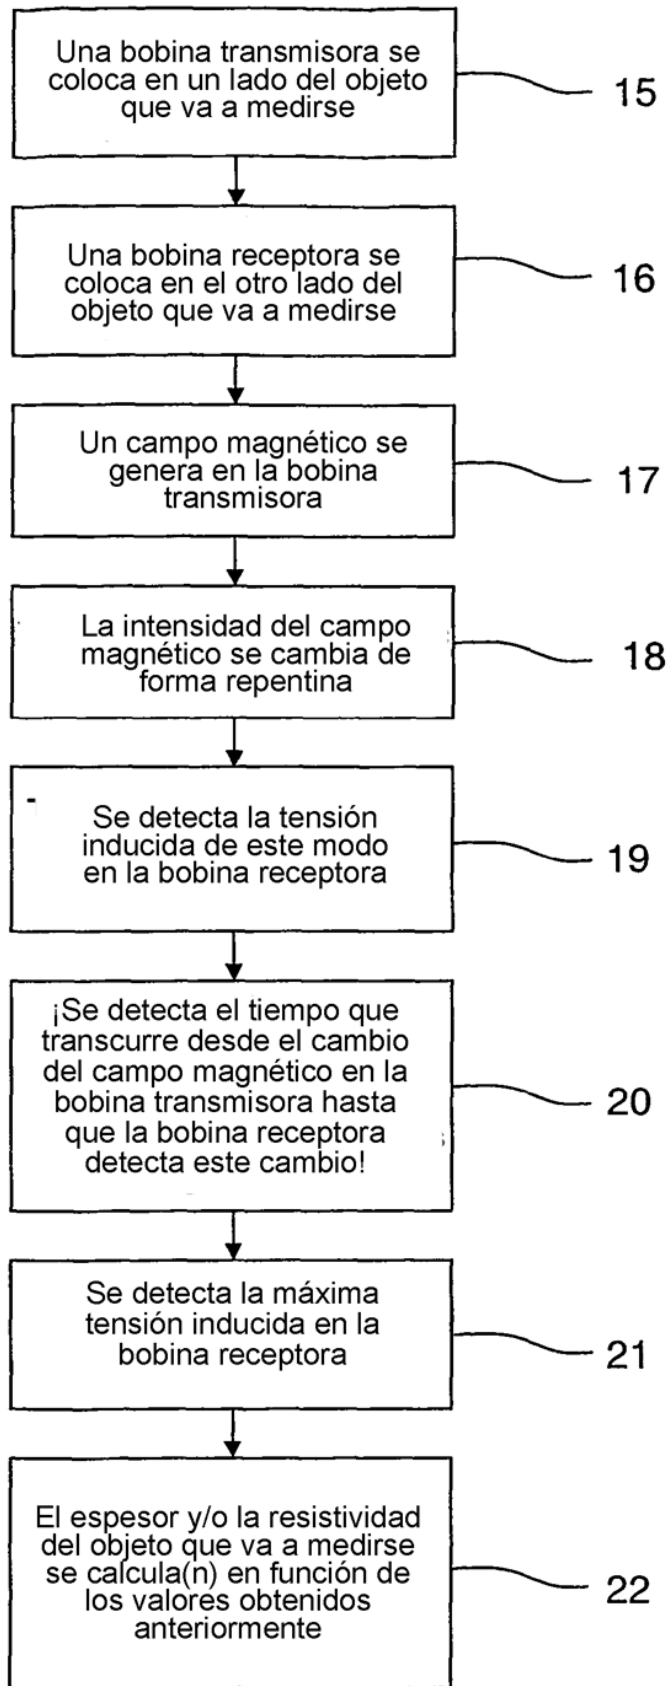 Una bobina transmisora se
coloca en un lado del objeto
que va a medirse
15
Una bobina receptora se
coloca en el otro lado del
objeto que va a medirse
16
Un campo magnético se
genera en la bobina
transmisora
17
La intensidad del campo
magnético se cambia de
forma repentina
18
Se detecta la tensión
inducida de este modo
en la bobina receptora
19
¡Se detecta el tiempo que
transcurre desde el cambio
del campo magnético en la
bobina transmisora hasta
que la bobina receptora
detecta este cambio!
20
Se detecta la máxima
tensión inducida en la
bobina receptora
21
El espesor y/o la resistividad
del objeto que va a medirse
se calcula(n) en función de
los valores obtenidos
anteriormente
22